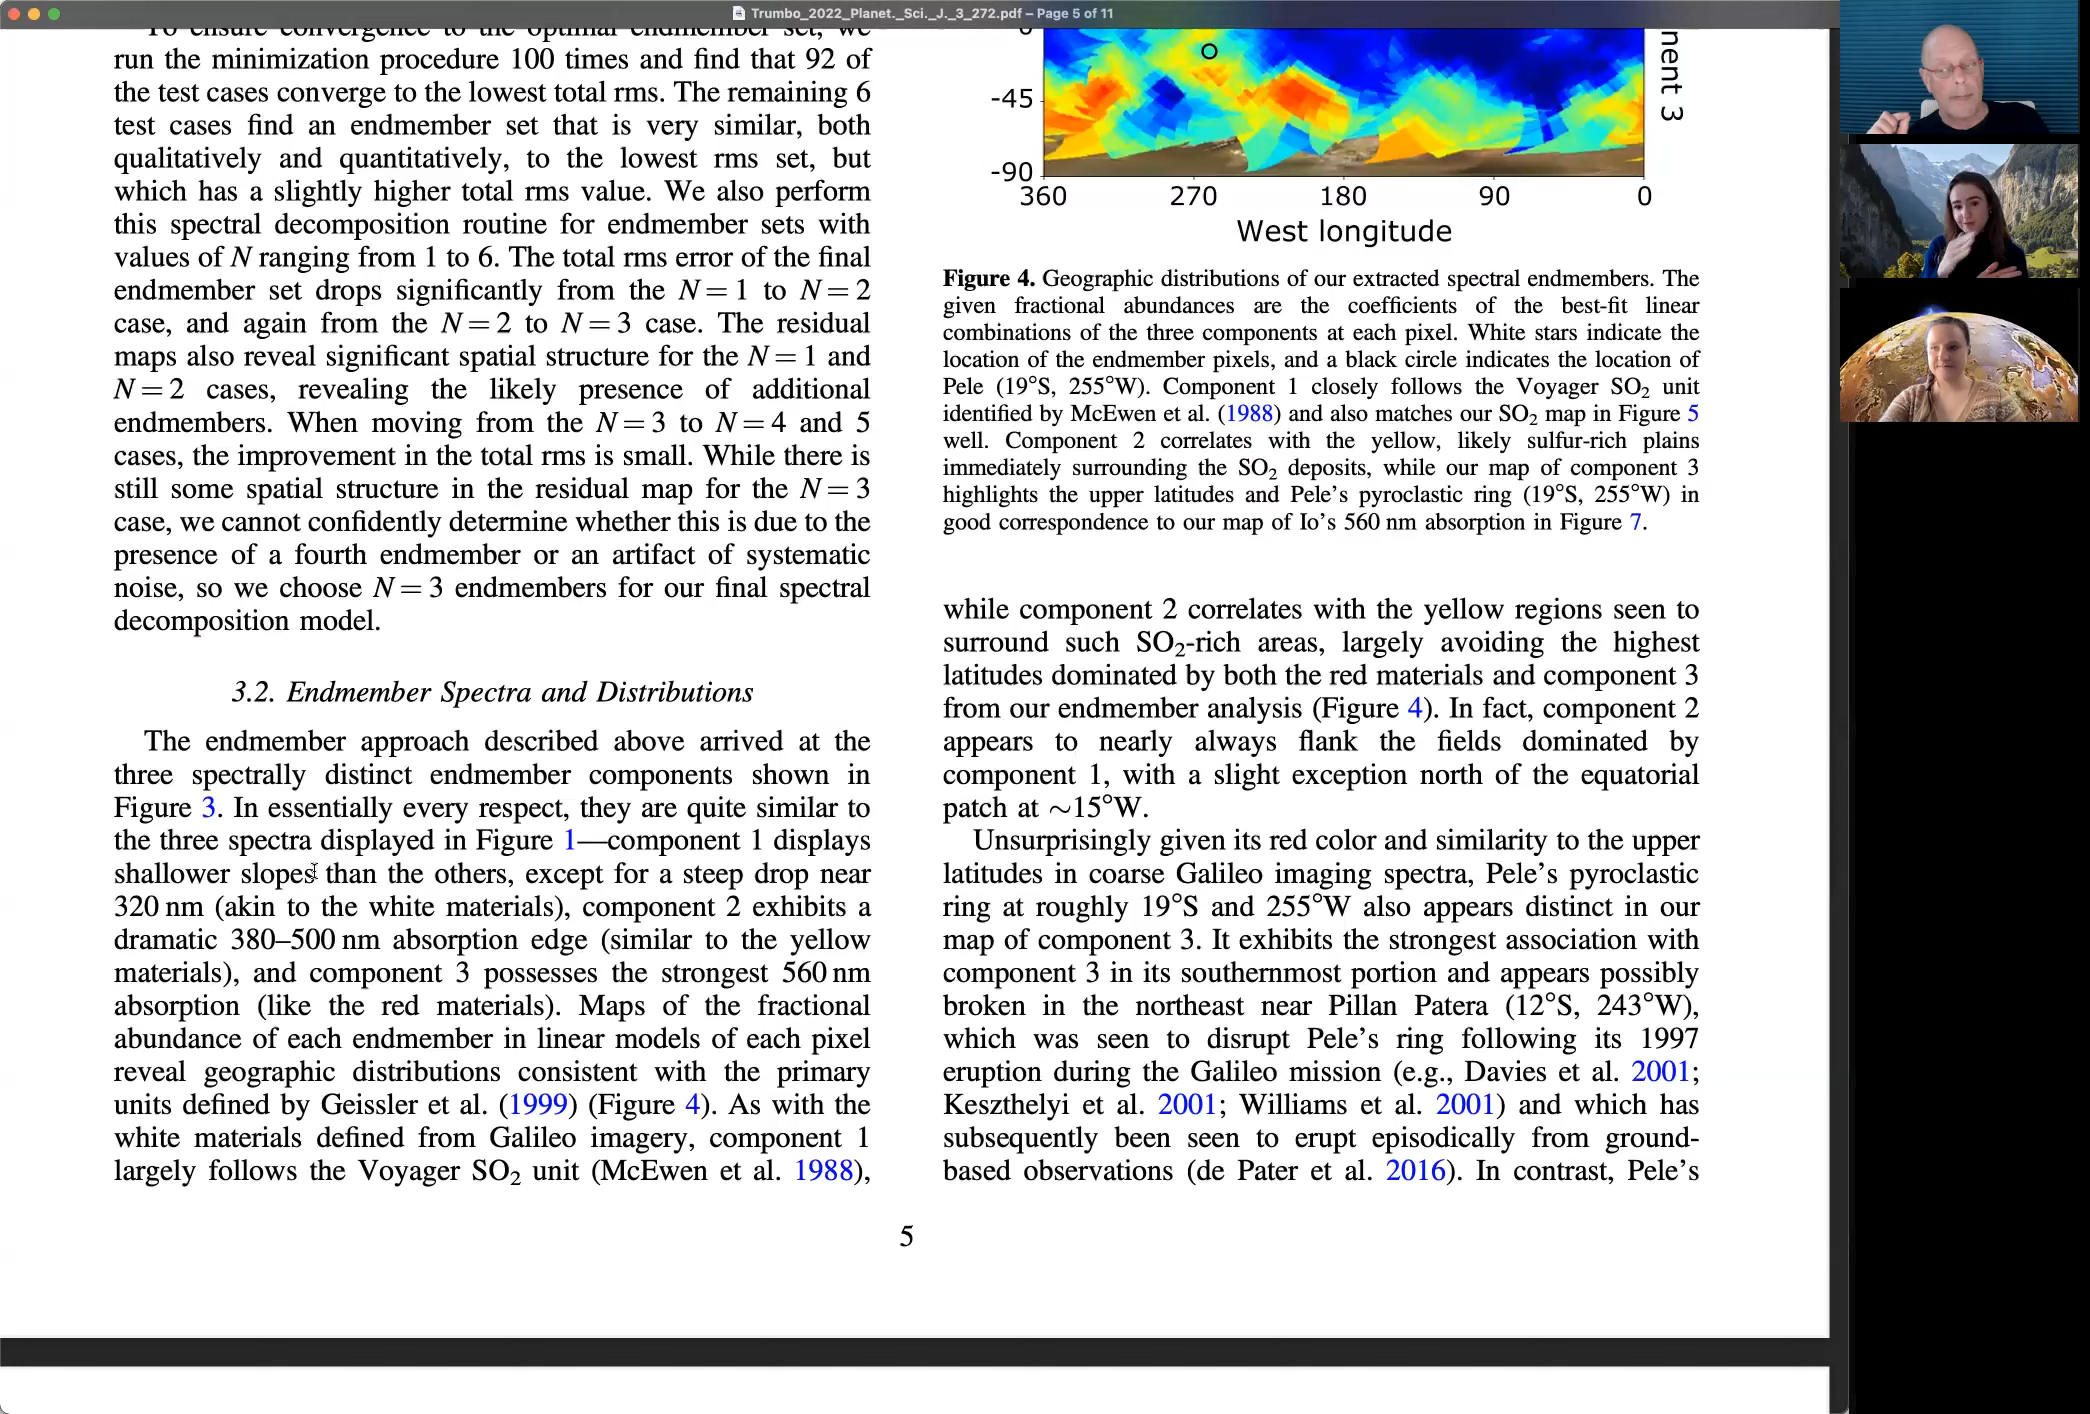 Trumbo_2022_Planet._Sci._J._3_272.pdf – Page 5 of 11
To ensure convergence to the optimal endmember set, we
run the minimization procedure 100 times and find that 92 of
the test cases converge to the lowest total rms. The remaining 6
test cases find an endmember set that is very similar, both
qualitatively and quantitatively, to the lowest rms set, but
which has a slightly higher total rms value. We also perform
this spectral decomposition routine for endmember sets with
values of N ranging from 1 to 6. The total rms error of the final
endmember set drops significantly from the N = 1 to N = 2
case, and again from the N = 2 to N = 3 case. The residual
maps also reveal significant spatial structure for the N = 1 and
N = 2 cases, revealing the likely presence of additional
endmembers. When moving from the N = 3 to N = 4 and 5
cases, the improvement in the total rms is small. While there is
still some spatial structure in the residual map for the N = 3
case, we cannot confidently determine whether this is due to the
presence of a fourth endmember or an artifact of systematic
noise, so we choose N = 3 endmembers for our final spectral
decomposition model.
3.2. Endmember Spectra and Distributions
The endmember approach described above arrived at the
three spectrally distinct endmember components shown in
Figure 3. In essentially every respect, they are quite similar to
the three spectra displayed in Figure 1—component 1 displays
shallower slopes than the others, except for a steep drop near
320 nm (akin to the white materials), component 2 exhibits a
dramatic 380–500 nm absorption edge (similar to the yellow
materials), and component 3 possesses the strongest 560 nm
absorption (like the red materials). Maps of the fractional
abundance of each endmember in linear models of each pixel
reveal geographic distributions consistent with the primary
units defined by Geissler et al. (1999) (Figure 4). As with the
white materials defined from Galileo imagery, component 1
largely follows the Voyager SO₂ unit (McEwen et al. 1988),
-45
-90
360 270 180 90 0
West longitude
nent 3
Figure 4. Geographic distributions of our extracted spectral endmembers. The
given fractional abundances are the coefficients of the best-fit linear
combinations of the three components at each pixel. White stars indicate the
location of the endmember pixels, and a black circle indicates the location of
Pele (19°S, 255°W). Component 1 closely follows the Voyager SO₂ unit
identified by McEwen et al. (1988) and also matches our SO₂ map in Figure 5
well. Component 2 correlates with the yellow, likely sulfur-rich plains
immediately surrounding the SO₂ deposits, while our map of component 3
highlights the upper latitudes and Pele's pyroclastic ring (19°S, 255°W) in
good correspondence to our map of Io's 560 nm absorption in Figure 7.
while component 2 correlates with the yellow regions seen to
surround such SO₂-rich areas, largely avoiding the highest
latitudes dominated by both the red materials and component 3
from our endmember analysis (Figure 4). In fact, component 2
appears to nearly always flank the fields dominated by
component 1, with a slight exception north of the equatorial
patch at ∼15°W.
Unsurprisingly given its red color and similarity to the upper
latitudes in coarse Galileo imaging spectra, Pele's pyroclastic
ring at roughly 19°S and 255°W also appears distinct in our
map of component 3. It exhibits the strongest association with
component 3 in its southernmost portion and appears possibly
broken in the northeast near Pillan Patera (12°S, 243°W),
which was seen to disrupt Pele's ring following its 1997
eruption during the Galileo mission (e.g., Davies et al. 2001;
Keszthelyi et al. 2001; Williams et al. 2001) and which has
subsequently been seen to erupt episodically from ground-
based observations (de Pater et al. 2016). In contrast, Pele's
5